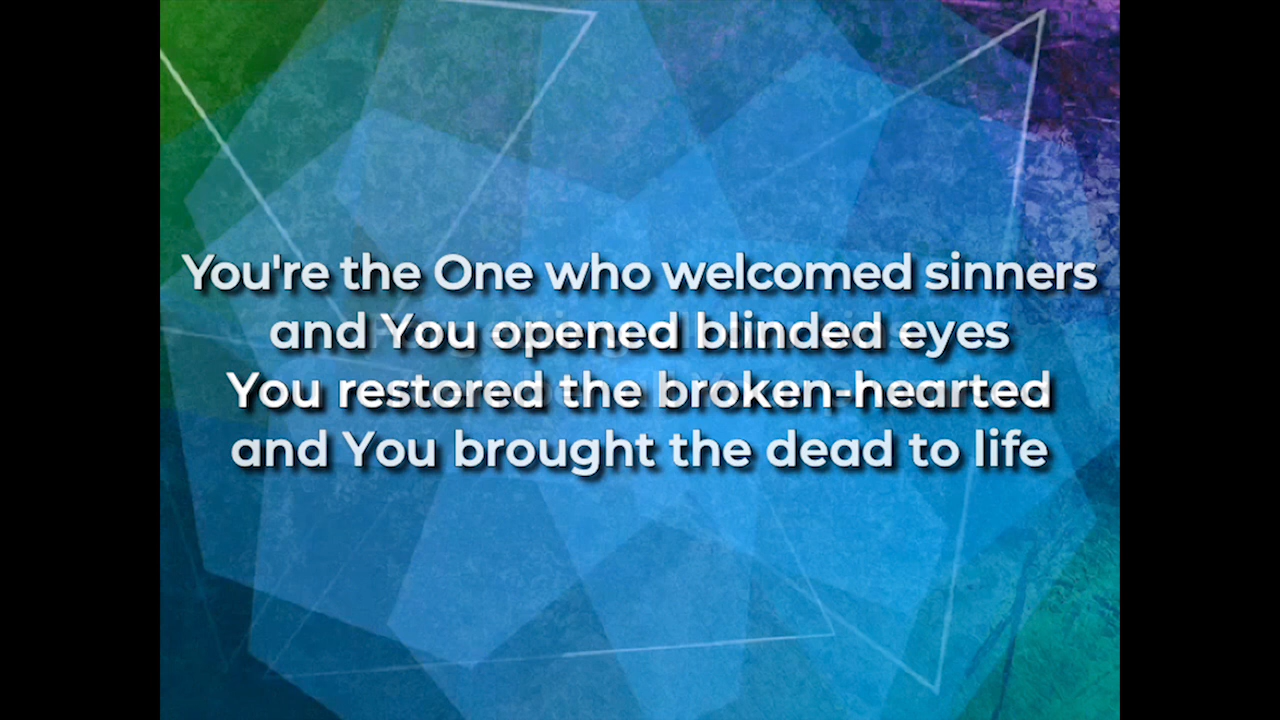 You're the One who welcomed sinners
and You opened blinded eyes
You restored the broken-hearted
and You brought the dead to life